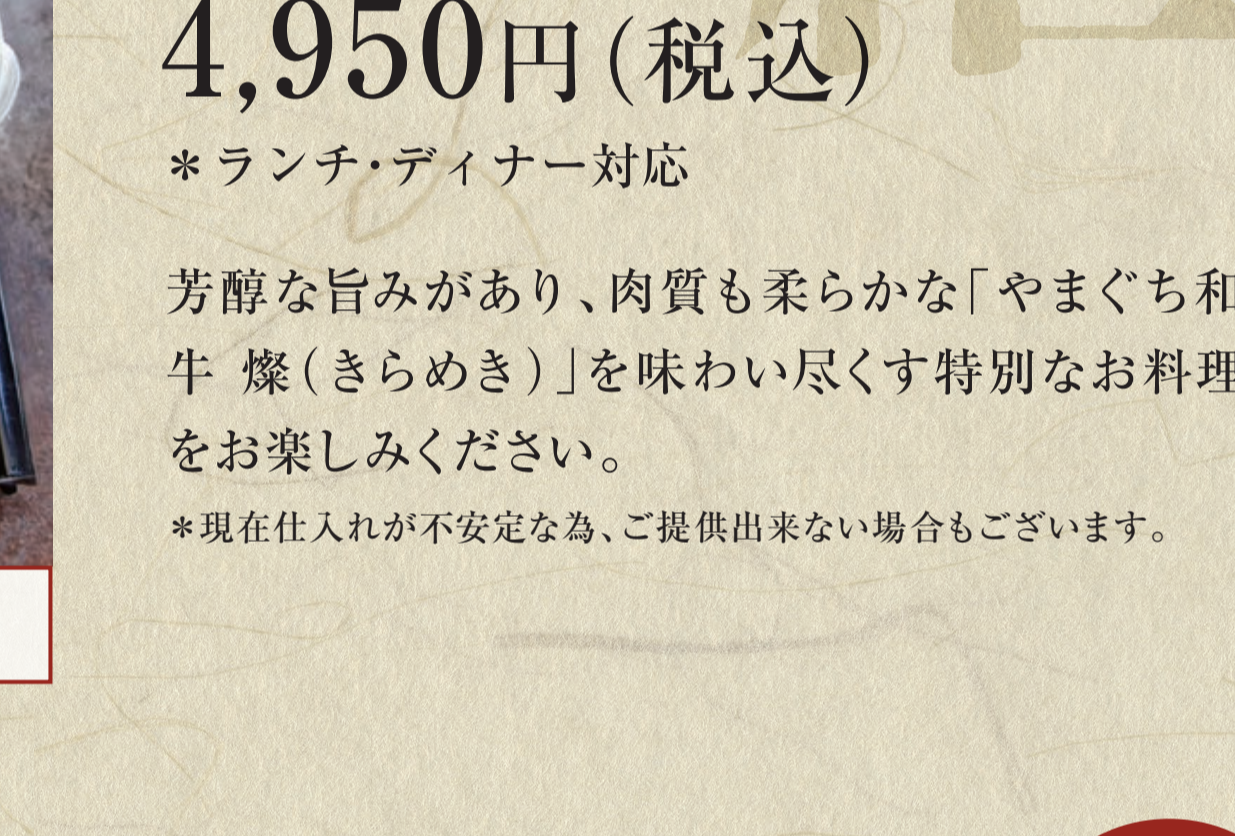 4,950円(税込)
＊ランチ・ディナー対応
芳醇な旨みがあり、肉質も柔らかな「やまぐち和
牛 燦(きらめき)」を味わい尽くす特別なお料理
をお楽しみください。
＊現在仕入れが不安定な為、ご提供出来ない場合もございます。